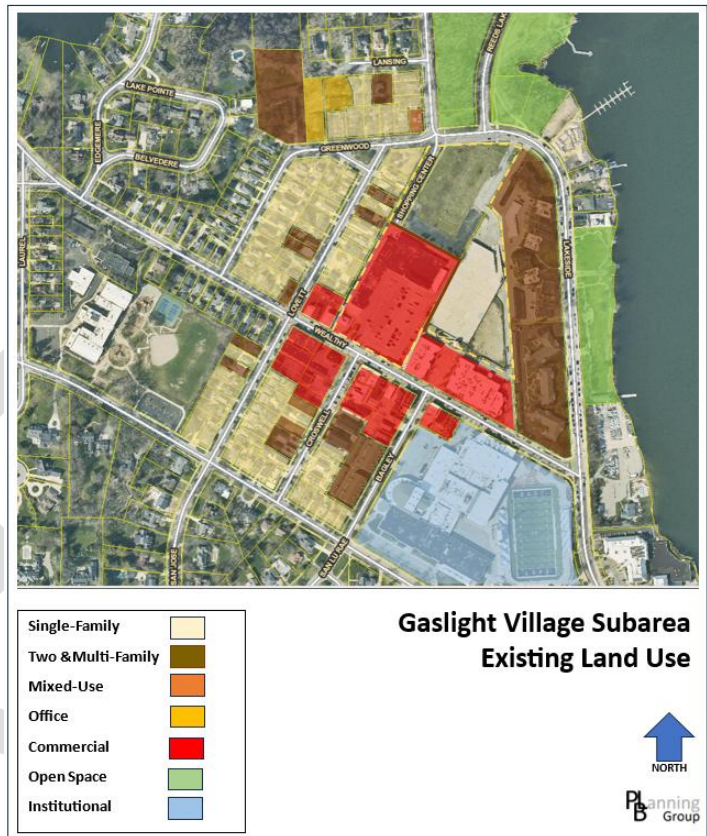 LANSING
REEDS LAKE
LAKE POINTE
EDGEMERE
BELVEDERE
GREENWOOD
SHOPPING CENTER
LAUREL
LAKESIDE
LOVETT
WEALTHY
CROSWELL
BAGLEY
SAN JOSE
SAN LU RAE
Gaslight Village Subarea
Existing Land Use
Single-Family
Two &Multi-Family
Mixed-Use
Office
Commercial
Open Space
Institutional
NORTH
PLanning
B Group